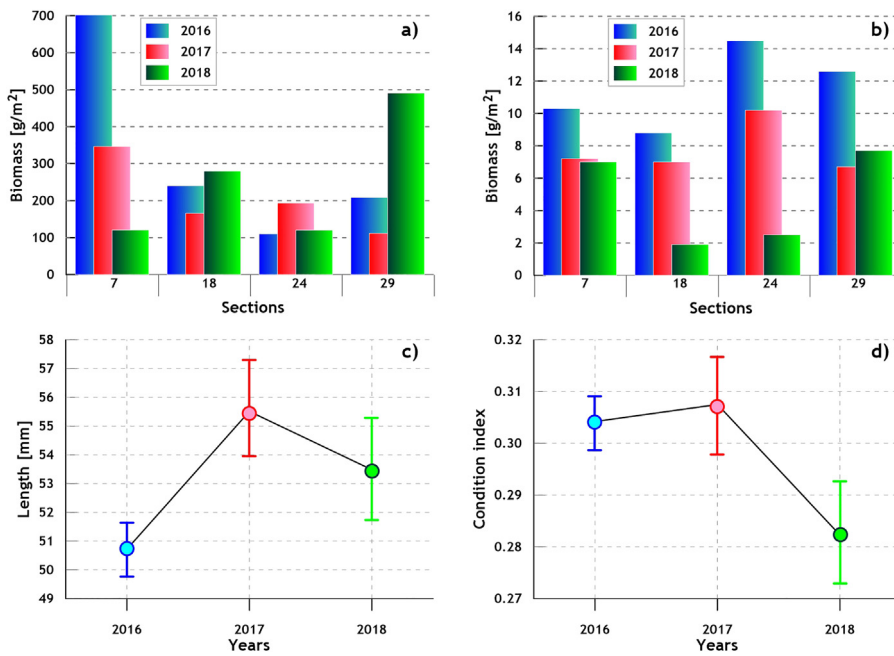 a)
Biomass [g/m²]
700
600
500
400
300
200
100
0
2016
2017
2018
7 18 24 29
Sections
b)
Biomass [g/m²]
16
14
12
10
8
6
4
2
0
2016
2017
2018
7 18 24 29
Sections
c)
Length [mm]
58
57
56
55
54
53
52
51
50
49
2016 2017 2018
Years
d)
Condition index
0.32
0.31
0.30
0.29
0.28
0.27
2016 2017 2018
Years